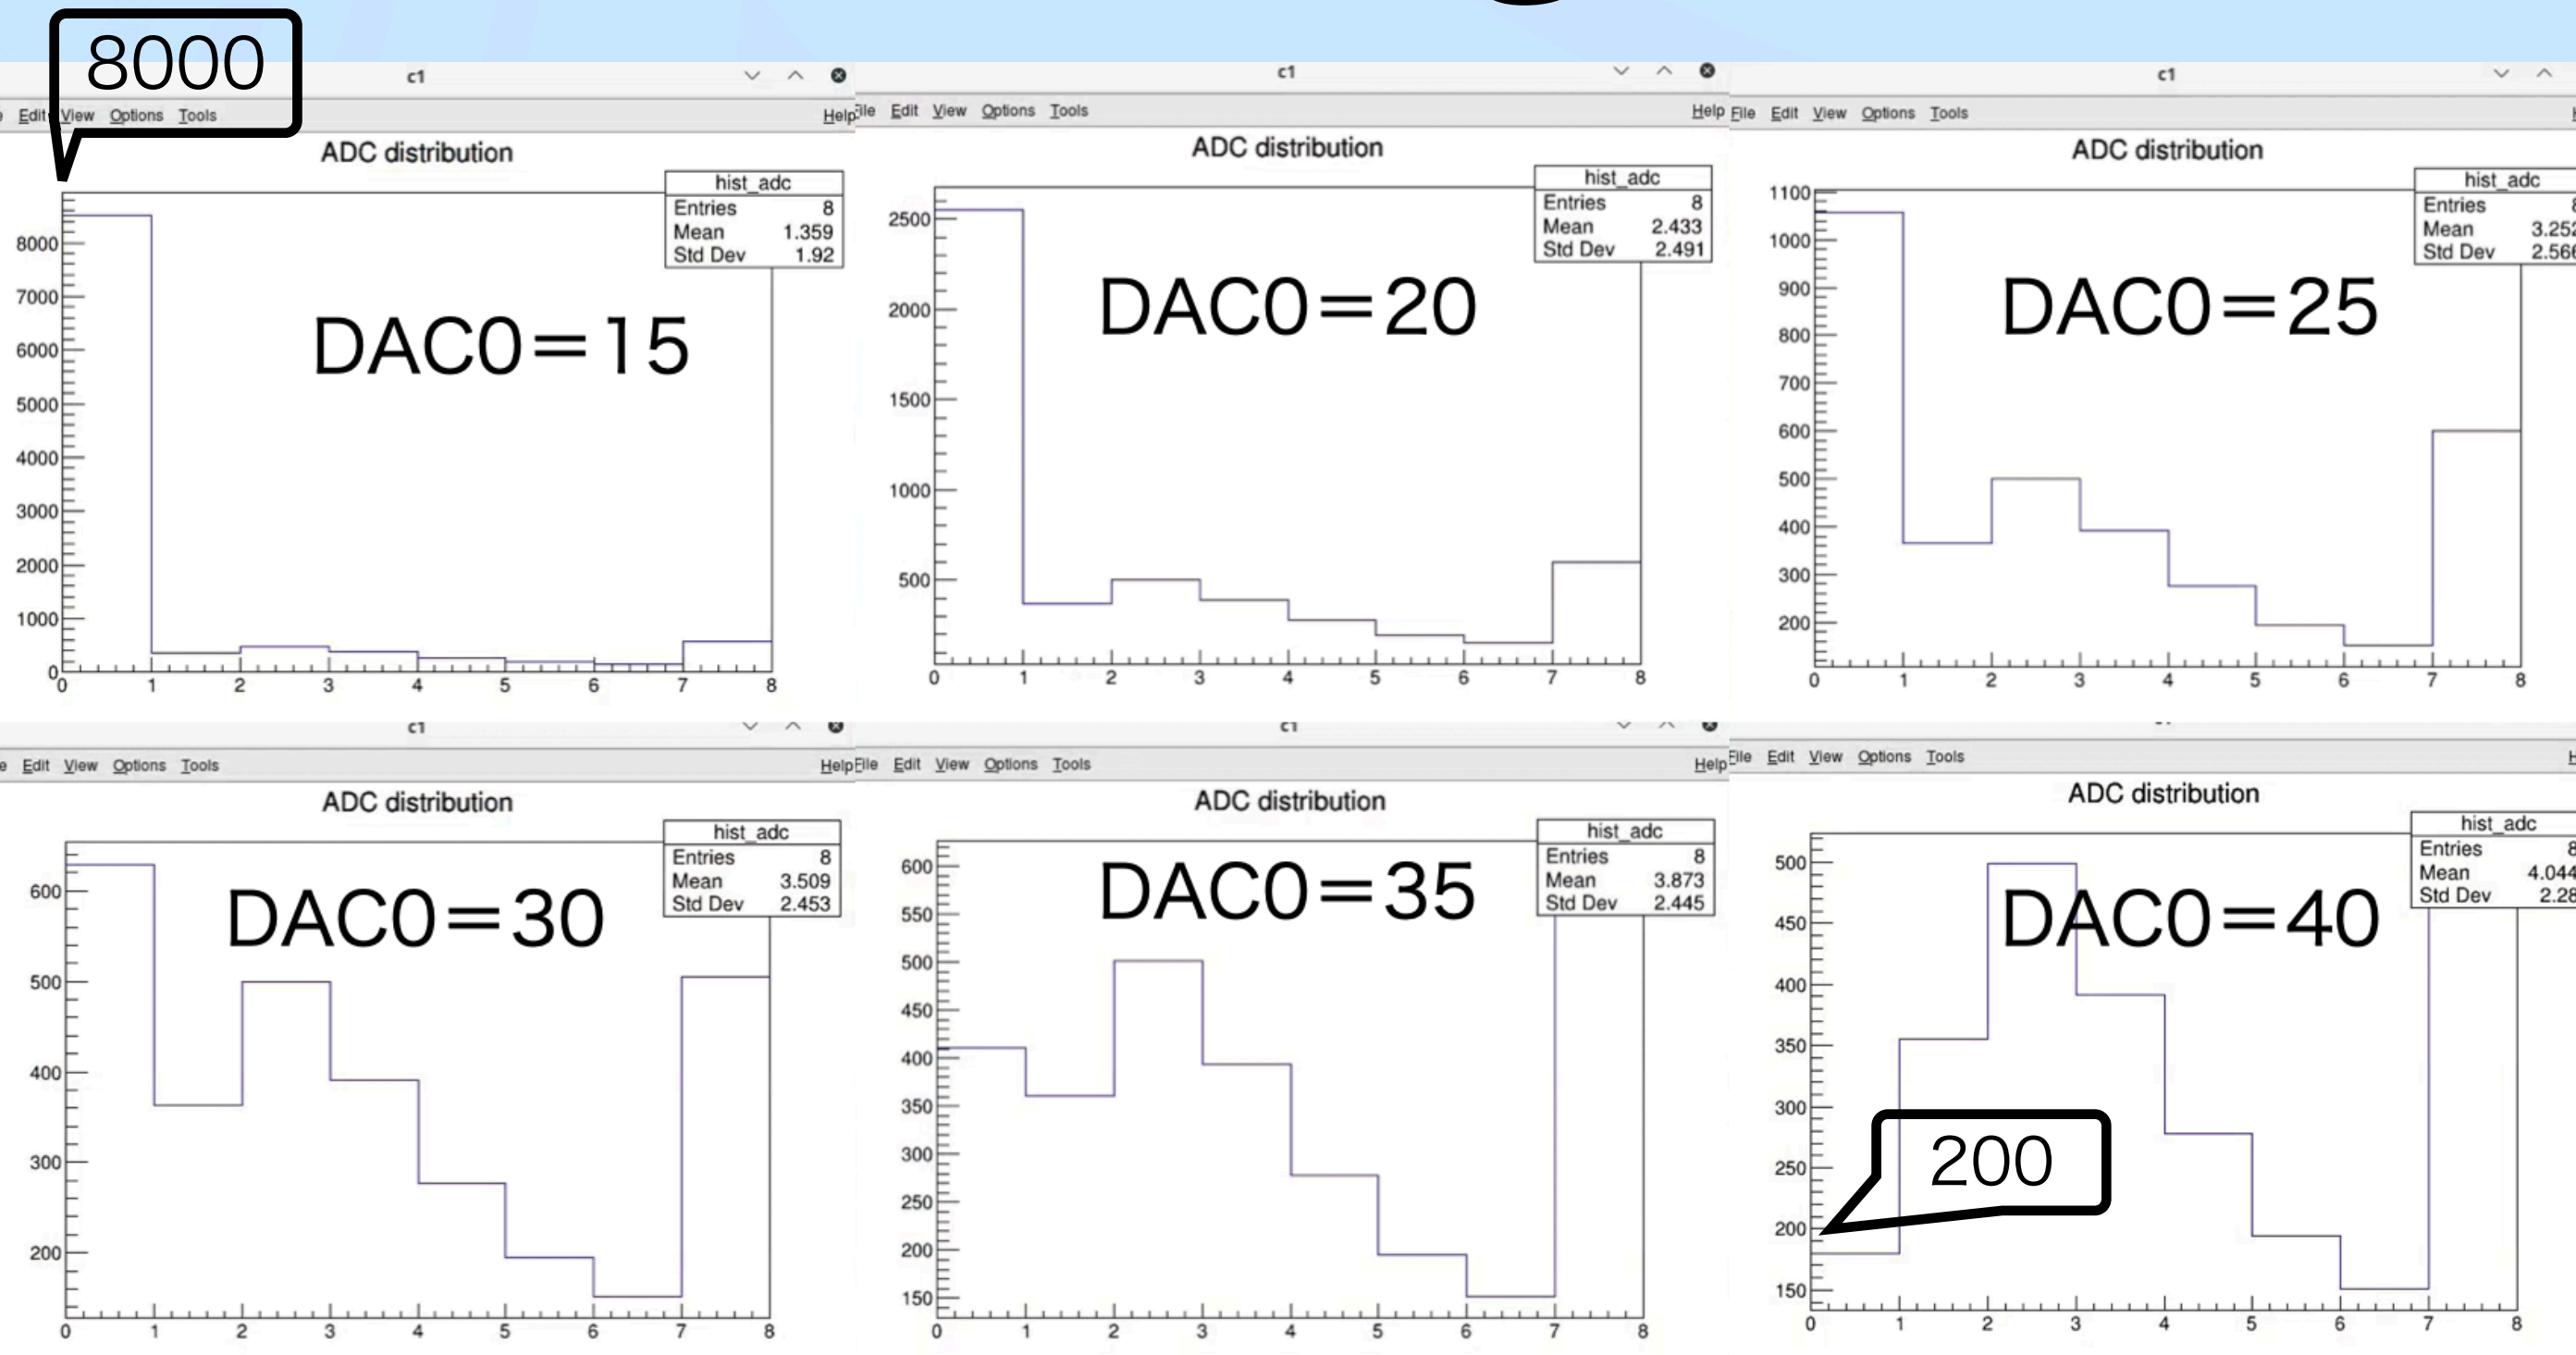 8000
c1
Edit View Options Tools
Help
ADC distribution
hist_adc
Entries 8
Mean 1.359
Std Dev 1.92
DAC0=15
8000
7000
6000
5000
4000
3000
2000
1000
0
0 1 2 3 4 5 6 7 8
c1
File Edit View Options Tools
Help
ADC distribution
hist_adc
Entries 8
Mean 2.433
Std Dev 2.491
DAC0=20
2500
2000
1500
1000
500
0 1 2 3 4 5 6 7 8
c1
File Edit View Options Tools
ADC distribution
hist_adc
Entries 8
Mean 3.252
Std Dev 2.566
DAC0=25
1100
1000
900
800
700
600
500
400
300
200
0 1 2 3 4 5 6 7 8
c1
Edit View Options Tools
Help
ADC distribution
hist_adc
Entries 8
Mean 3.509
Std Dev 2.453
DAC0=30
600
500
400
300
200
0 1 2 3 4 5 6 7 8
c1
File Edit View Options Tools
Help
ADC distribution
hist_adc
Entries 8
Mean 3.873
Std Dev 2.445
DAC0=35
600
550
500
450
400
350
300
250
200
150
0 1 2 3 4 5 6 7 8
File Edit View Options Tools
ADC distribution
hist_adc
Entries 8
Mean 4.044
Std Dev 2.28
DAC0=40
500
450
400
350
300
250
200
150
200
0 1 2 3 4 5 6 7 8